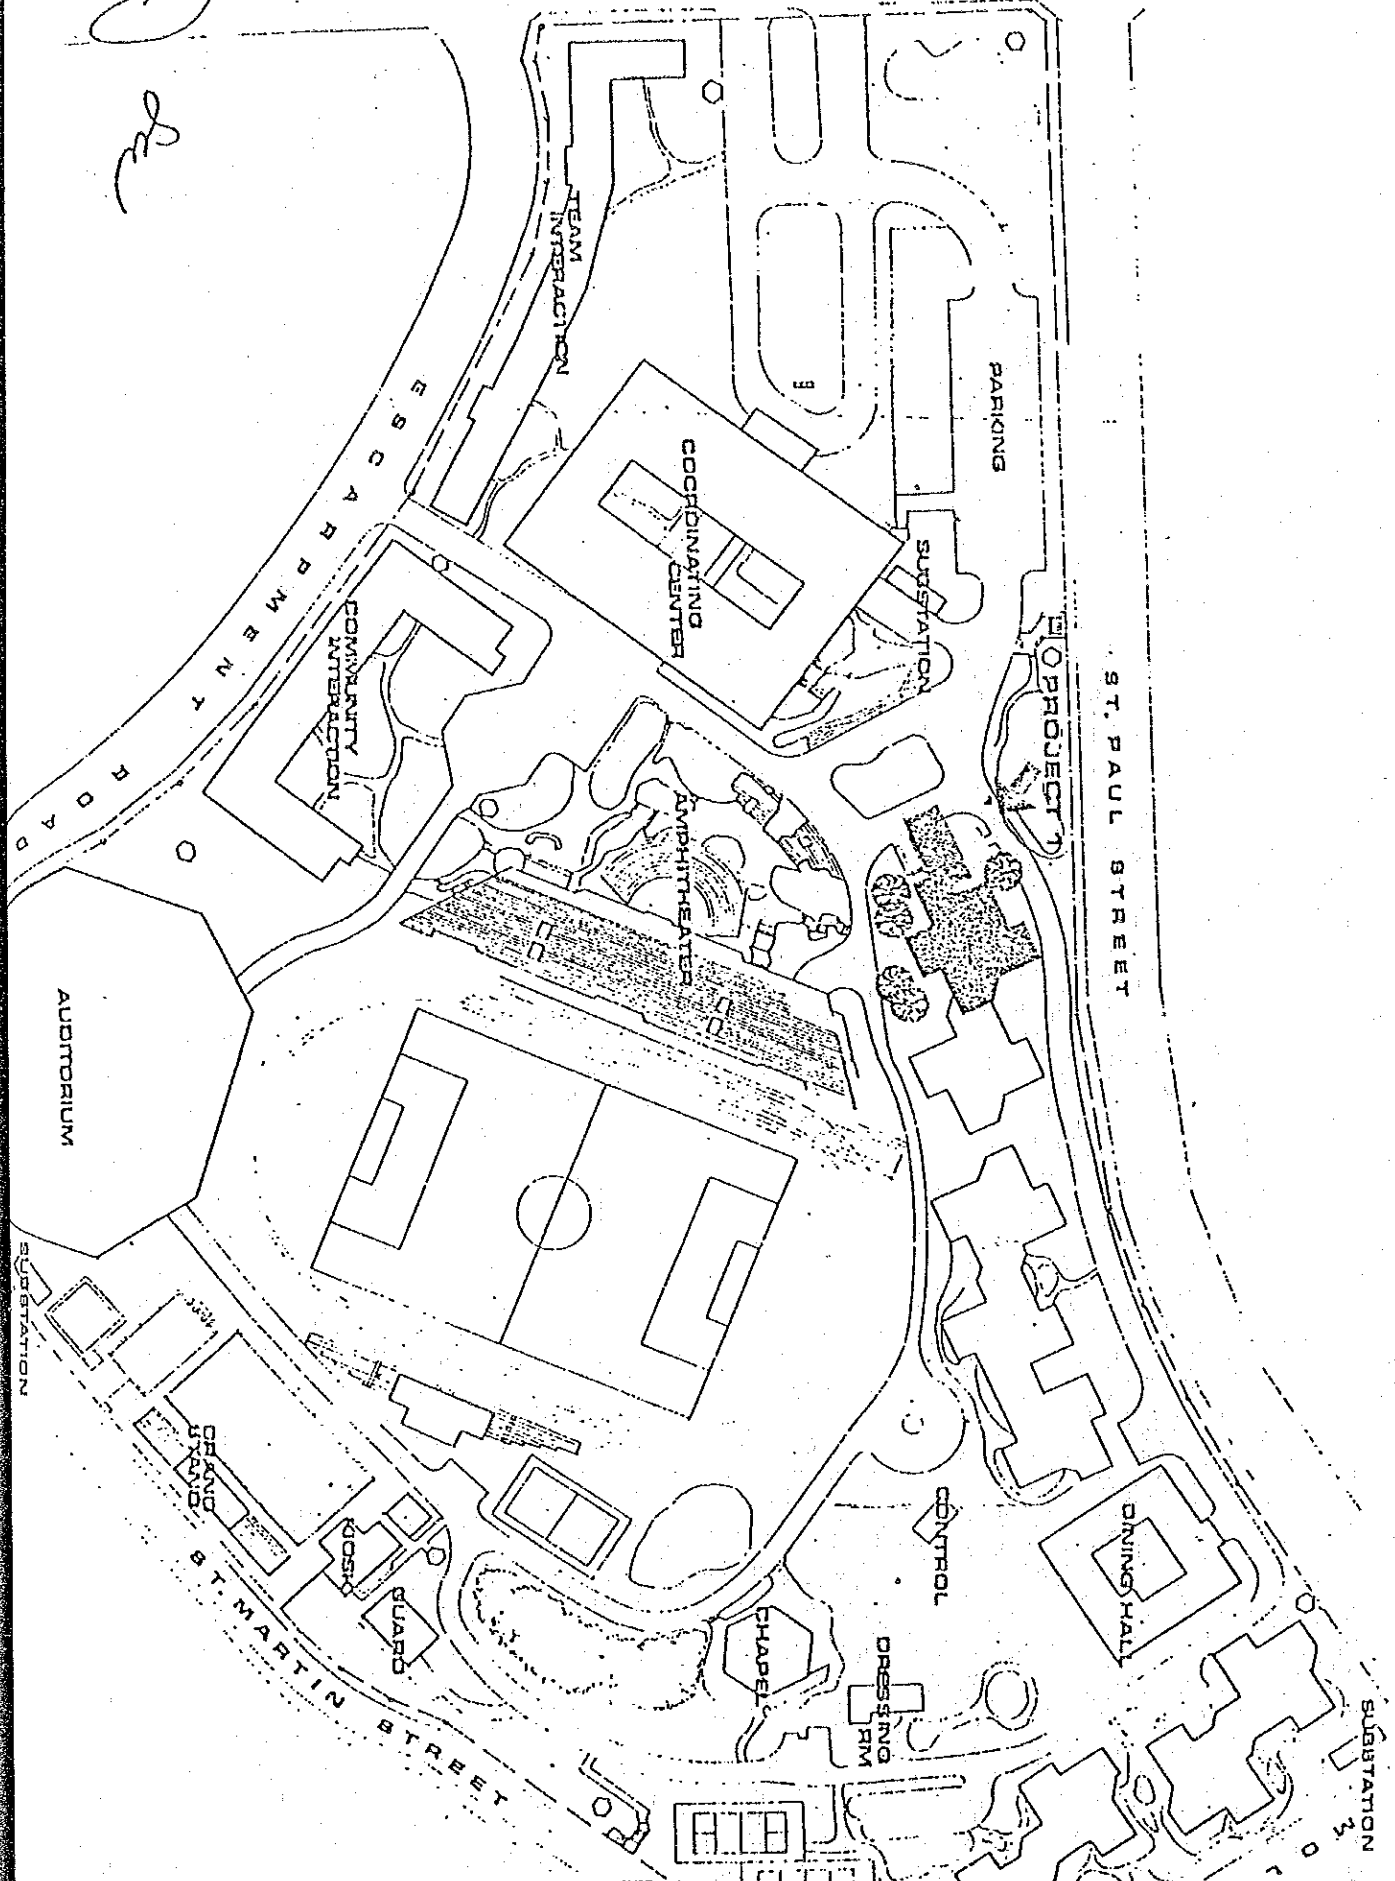 TEAM
INTERACTION
PARKING
ESCARPMENT ROAD
COORDINATING
CENTER
SUBSTATION
COMMUNITY
INTERACTION
PROJECT 7
ST. PAUL STREET
AMPHITHEATER
AUDITORIUM
SUBSTATION
GRAND
STAND
KIOSK
GUARD
ST. MARTIN STREET
CONTROL
DINING HALL
CHAPEL
DRESSING
RM
SUBSTATION